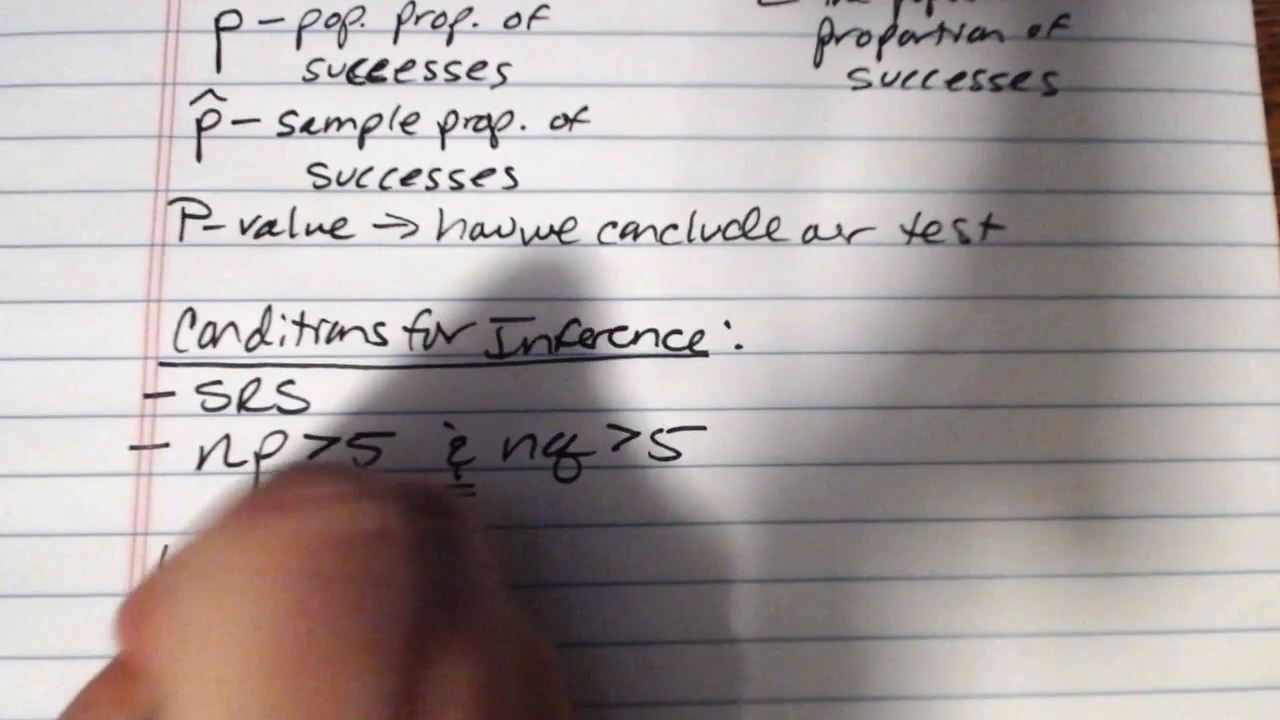 p - pop. prop. of
successes
proportion of
successes
p̂ - sample prop. of
successes
P-value → how we conclude our test
Conditions for Inference:
- SRS
- np > 5 & nq > 5